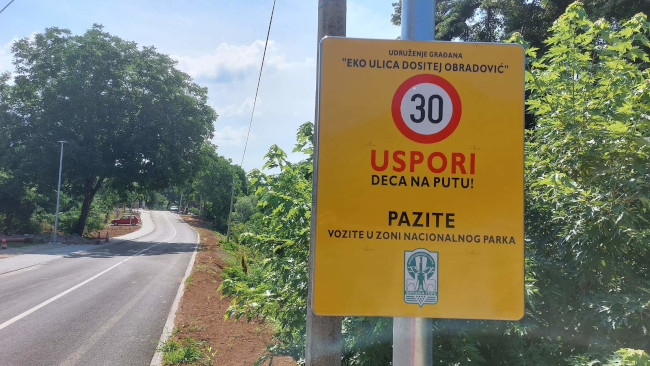 UDRUŽENJE GRAĐANA
"EKO ULICA DOSITEJ OBRADOVIĆ"
30
USPORI
DECA NA PUTU!
PAZITE
VOZITE U ZONI NACIONALNOG PARKA